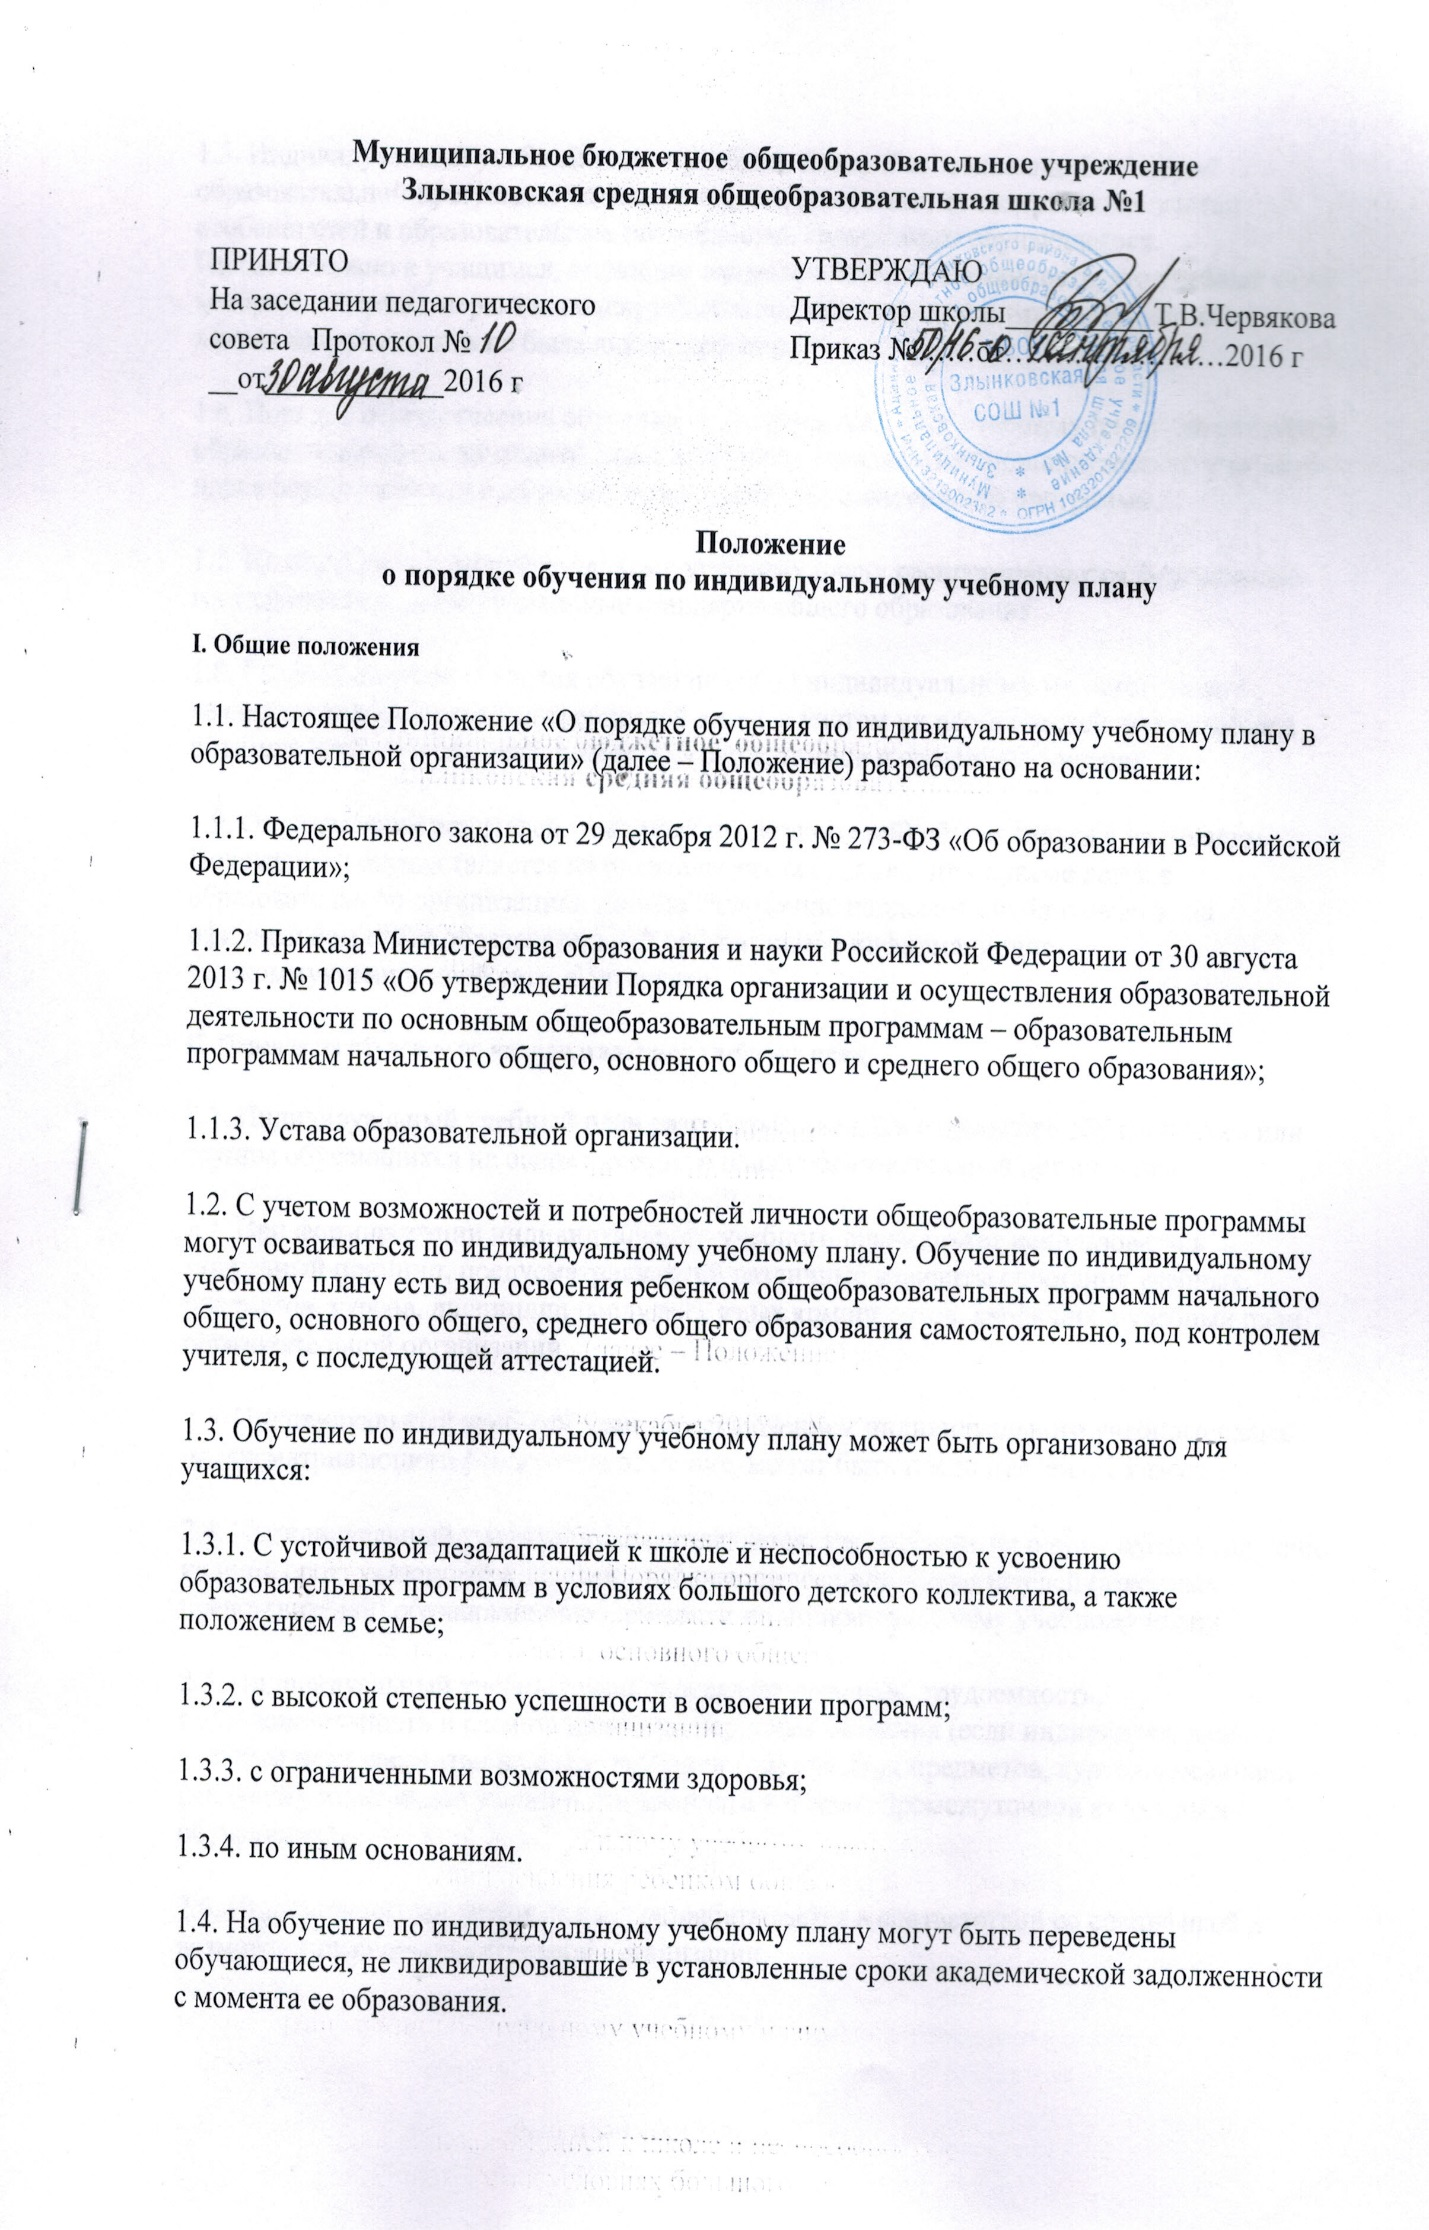 Муниципальное бюджетное общеобразовательное учреждение
Злынковская средняя общеобразовательная школа №1
ПРИНЯТО
На заседании педагогического
совета Протокол № 10
__от 30 августа 2016 г
УТВЕРЖДАЮ
Директор школы__________Т.В.Червякова
Приказ № от 6 сентября 2016 г
Злынковская
СОШ №1
Положение
о порядке обучения по индивидуальному учебному плану
I. Общие положения
1.1. Настоящее Положение «О порядке обучения по индивидуальному учебному плану в
образовательной организации» (далее – Положение) разработано на основании:
1.1.1. Федерального закона от 29 декабря 2012 г. № 273-ФЗ «Об образовании в Российской
Федерации»;
1.1.2. Приказа Министерства образования и науки Российской Федерации от 30 августа
2013 г. № 1015 «Об утверждении Порядка организации и осуществления образовательной
деятельности по основным общеобразовательным программам – образовательным
программам начального общего, основного общего и среднего общего образования»;
1.1.3. Устава образовательной организации.
1.2. С учетом возможностей и потребностей личности общеобразовательные программы
могут осваиваться по индивидуальному учебному плану. Обучение по индивидуальному
учебному плану есть вид освоения ребенком общеобразовательных программ начального
общего, основного общего, среднего общего образования самостоятельно, под контролем
учителя, с последующей аттестацией.
1.3. Обучение по индивидуальному учебному плану может быть организовано для
учащихся:
1.3.1. С устойчивой дезадаптацией к школе и неспособностью к усвоению
образовательных программ в условиях большого детского коллектива, а также
положением в семье;
1.3.2. с высокой степенью успешности в освоении программ;
1.3.3. с ограниченными возможностями здоровья;
1.3.4. по иным основаниям.
1.4. На обучение по индивидуальному учебному плану могут быть переведены
обучающиеся, не ликвидировавшие в установленные сроки академической задолженности
с момента ее образования.